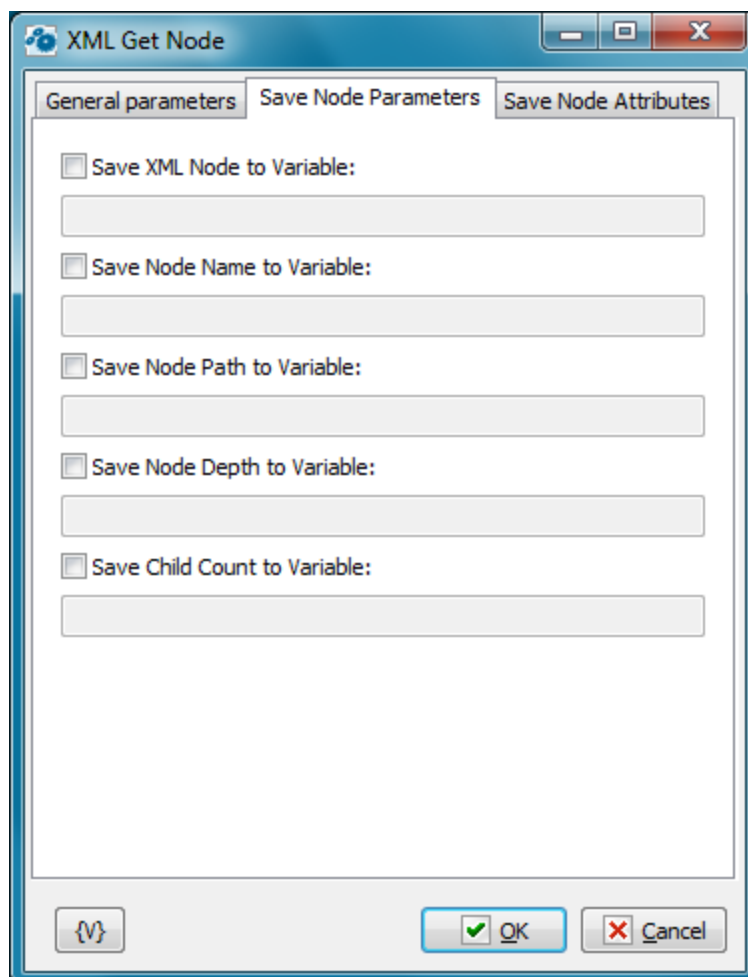 XML Get Node
General parameters Save Node Parameters Save Node Attributes
Save XML Node to Variable:
Save Node Name to Variable:
Save Node Path to Variable:
Save Node Depth to Variable:
Save Child Count to Variable:
{V} OK Cancel